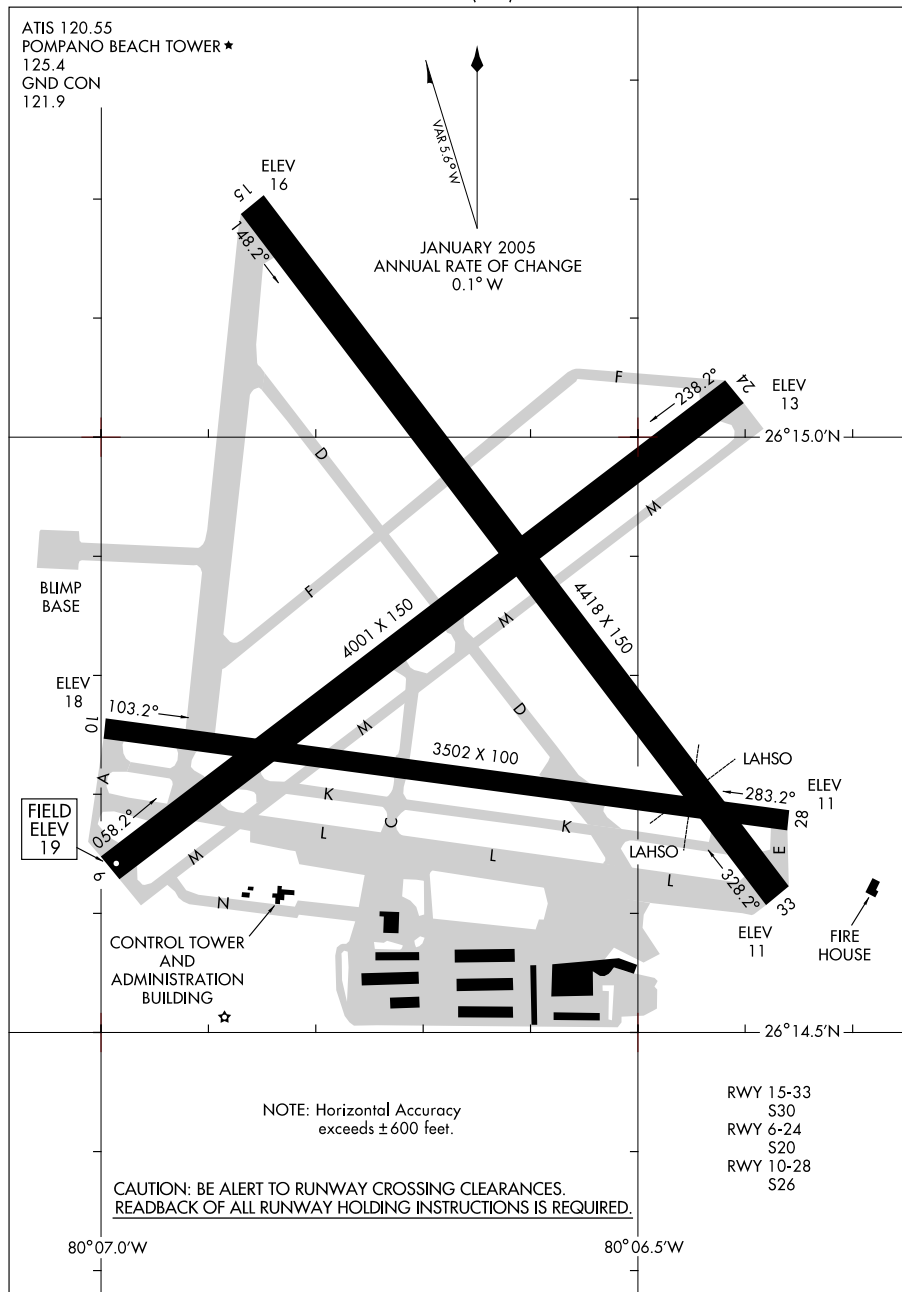 ATIS 120.55
POMPANO BEACH TOWER
125.4
GND CON
121.9
VAR 5.6° W
JANUARY 2005
ANNUAL RATE OF CHANGE
0.1° W
ELEV
16
15
148.2°
F
238.2°
24
ELEV
13
26°15.0'N
D
M
BLIMP
BASE
F
4001 X 150
M
4418 X 150
ELEV
18
10
103.2°
M
D
3502 X 100
LAHSO
283.2°
ELEV
11
28
A
K
K
C
FIELD
ELEV
19
058.2°
6
M
L
L
LAHSO
L
E
328.2°
33
ELEV
11
N
CONTROL TOWER
AND
ADMINISTRATION
BUILDING
FIRE
HOUSE
26°14.5'N
NOTE: Horizontal Accuracy
exceeds ±600 feet.
RWY 15-33
S30
RWY 6-24
S20
RWY 10-28
S26
CAUTION: BE ALERT TO RUNWAY CROSSING CLEARANCES.
READBACK OF ALL RUNWAY HOLDING INSTRUCTIONS IS REQUIRED.
80°07.0'W
80°06.5'W